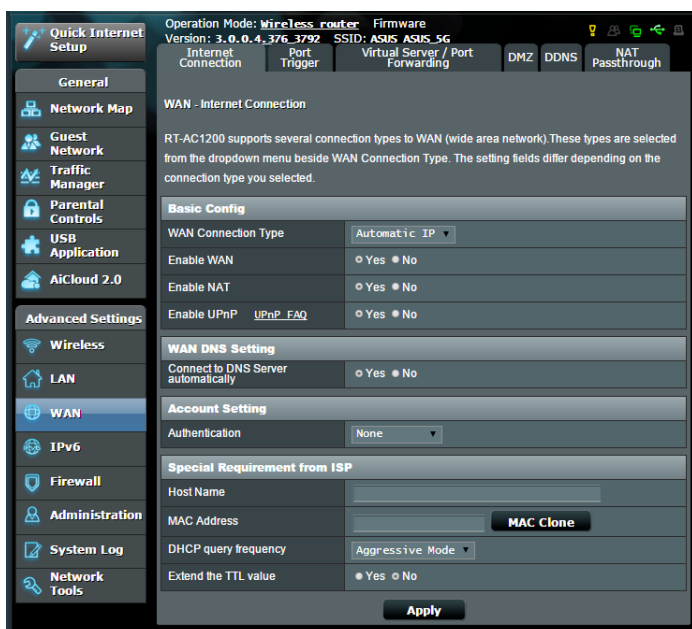 Quick Internet
Setup
Operation Mode: Wireless router Firmware
Version: 3.0.0.4.376_3792 SSID: ASUS ASUS_5G
Internet
Connection
Port
Trigger
Virtual Server / Port
Forwarding
DMZ
DDNS
NAT
Passthrough
General
Network Map
Guest
Network
Traffic
Manager
Parental
Controls
USB
Application
AiCloud 2.0
Advanced Settings
Wireless
LAN
WAN
IPv6
Firewall
Administration
System Log
Network
Tools
WAN - Internet Connection
RT-AC1200 supports several connection types to WAN (wide area network).These types are selected
from the dropdown menu beside WAN Connection Type. The setting fields differ depending on the
connection type you selected.
Basic Config
WAN Connection Type Automatic IP
Enable WAN Yes No
Enable NAT Yes No
Enable UPnP UPnP FAQ Yes No
WAN DNS Setting
Connect to DNS Server
automatically
Yes No
Account Setting
Authentication None
Special Requirement from ISP
Host Name
MAC Address MAC Clone
DHCP query frequency Aggressive Mode
Extend the TTL value Yes No
Apply